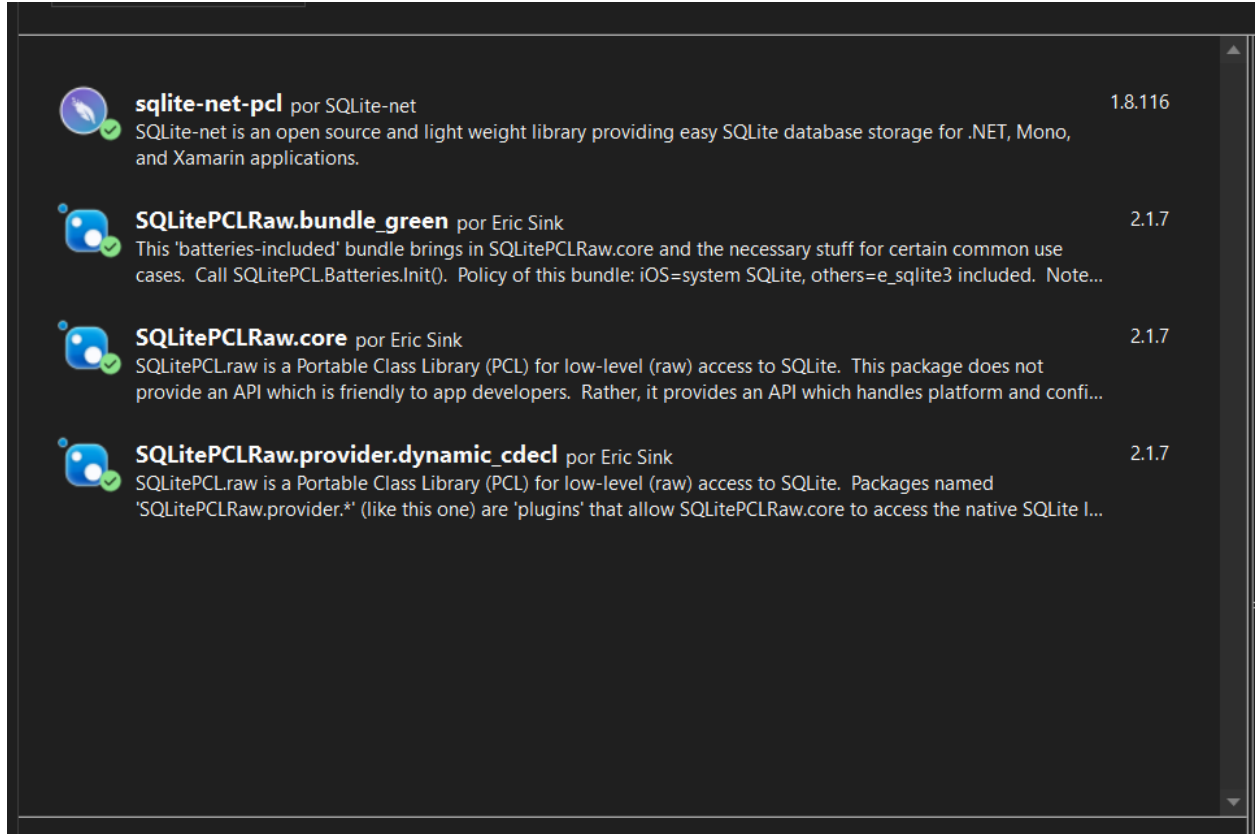 sqlite-net-pcl por SQLite-net 1.8.116
SQLite-net is an open source and light weight library providing easy SQLite database storage for .NET, Mono,
and Xamarin applications.
SQLitePCLRaw.bundle_green por Eric Sink 2.1.7
This 'batteries-included' bundle brings in SQLitePCLRaw.core and the necessary stuff for certain common use
cases.  Call SQLitePCL.Batteries.Init().  Policy of this bundle: iOS=system SQLite, others=e_sqlite3 included.  Note...
SQLitePCLRaw.core por Eric Sink 2.1.7
SQLitePCL.raw is a Portable Class Library (PCL) for low-level (raw) access to SQLite.  This package does not
provide an API which is friendly to app developers.  Rather, it provides an API which handles platform and confi...
SQLitePCLRaw.provider.dynamic_cdecl por Eric Sink 2.1.7
SQLitePCL.raw is a Portable Class Library (PCL) for low-level (raw) access to SQLite.  Packages named
'SQLitePCLRaw.provider.*' (like this one) are 'plugins' that allow SQLitePCLRaw.core to access the native SQLite l...